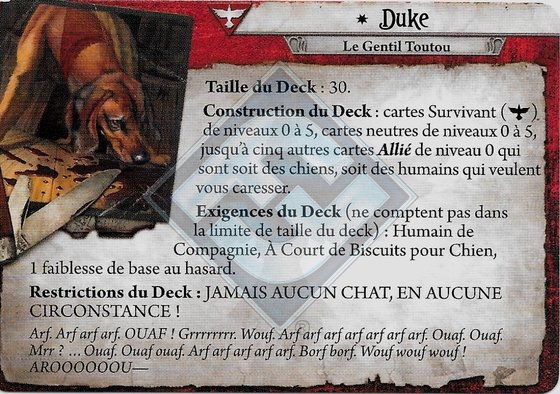 Duke
Le Gentil Toutou
Taille du Deck : 30.
Construction du Deck : cartes Survivant ( )
de niveaux 0 à 5, cartes neutres de niveaux 0 à 5,
jusqu'à cinq autres cartes Allié de niveau 0 qui
sont soit des chiens, soit des humains qui veulent
vous caresser.
Exigences du Deck (ne comptent pas dans
la limite de taille du deck) : Humain de
Compagnie, À Court de Biscuits pour Chien,
1 faiblesse de base au hasard.
Restrictions du Deck : JAMAIS AUCUN CHAT, EN AUCUNE
CIRCONSTANCE !
Arf. Arf arf arf. OUAF ! Grrrrrrr. Wouf. Arf arf arf arf arf arf. Ouaf. Ouaf.
Mrr ? … Ouaf. Ouaf ouaf. Arf arf arf arf arf. Borf borf. Wouf wouf wouf !
AROOOOOOU—